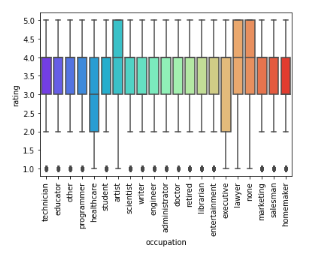 5.0
4.5
4.0
3.5
3.0
2.5
2.0
1.5
1.0
rating
technician
educator
other
programmer
healthcare
student
artist
scientist
writer
engineer
administrator
doctor
retired
librarian
entertainment
executive
lawyer
none
marketing
salesman
homemaker
occupation